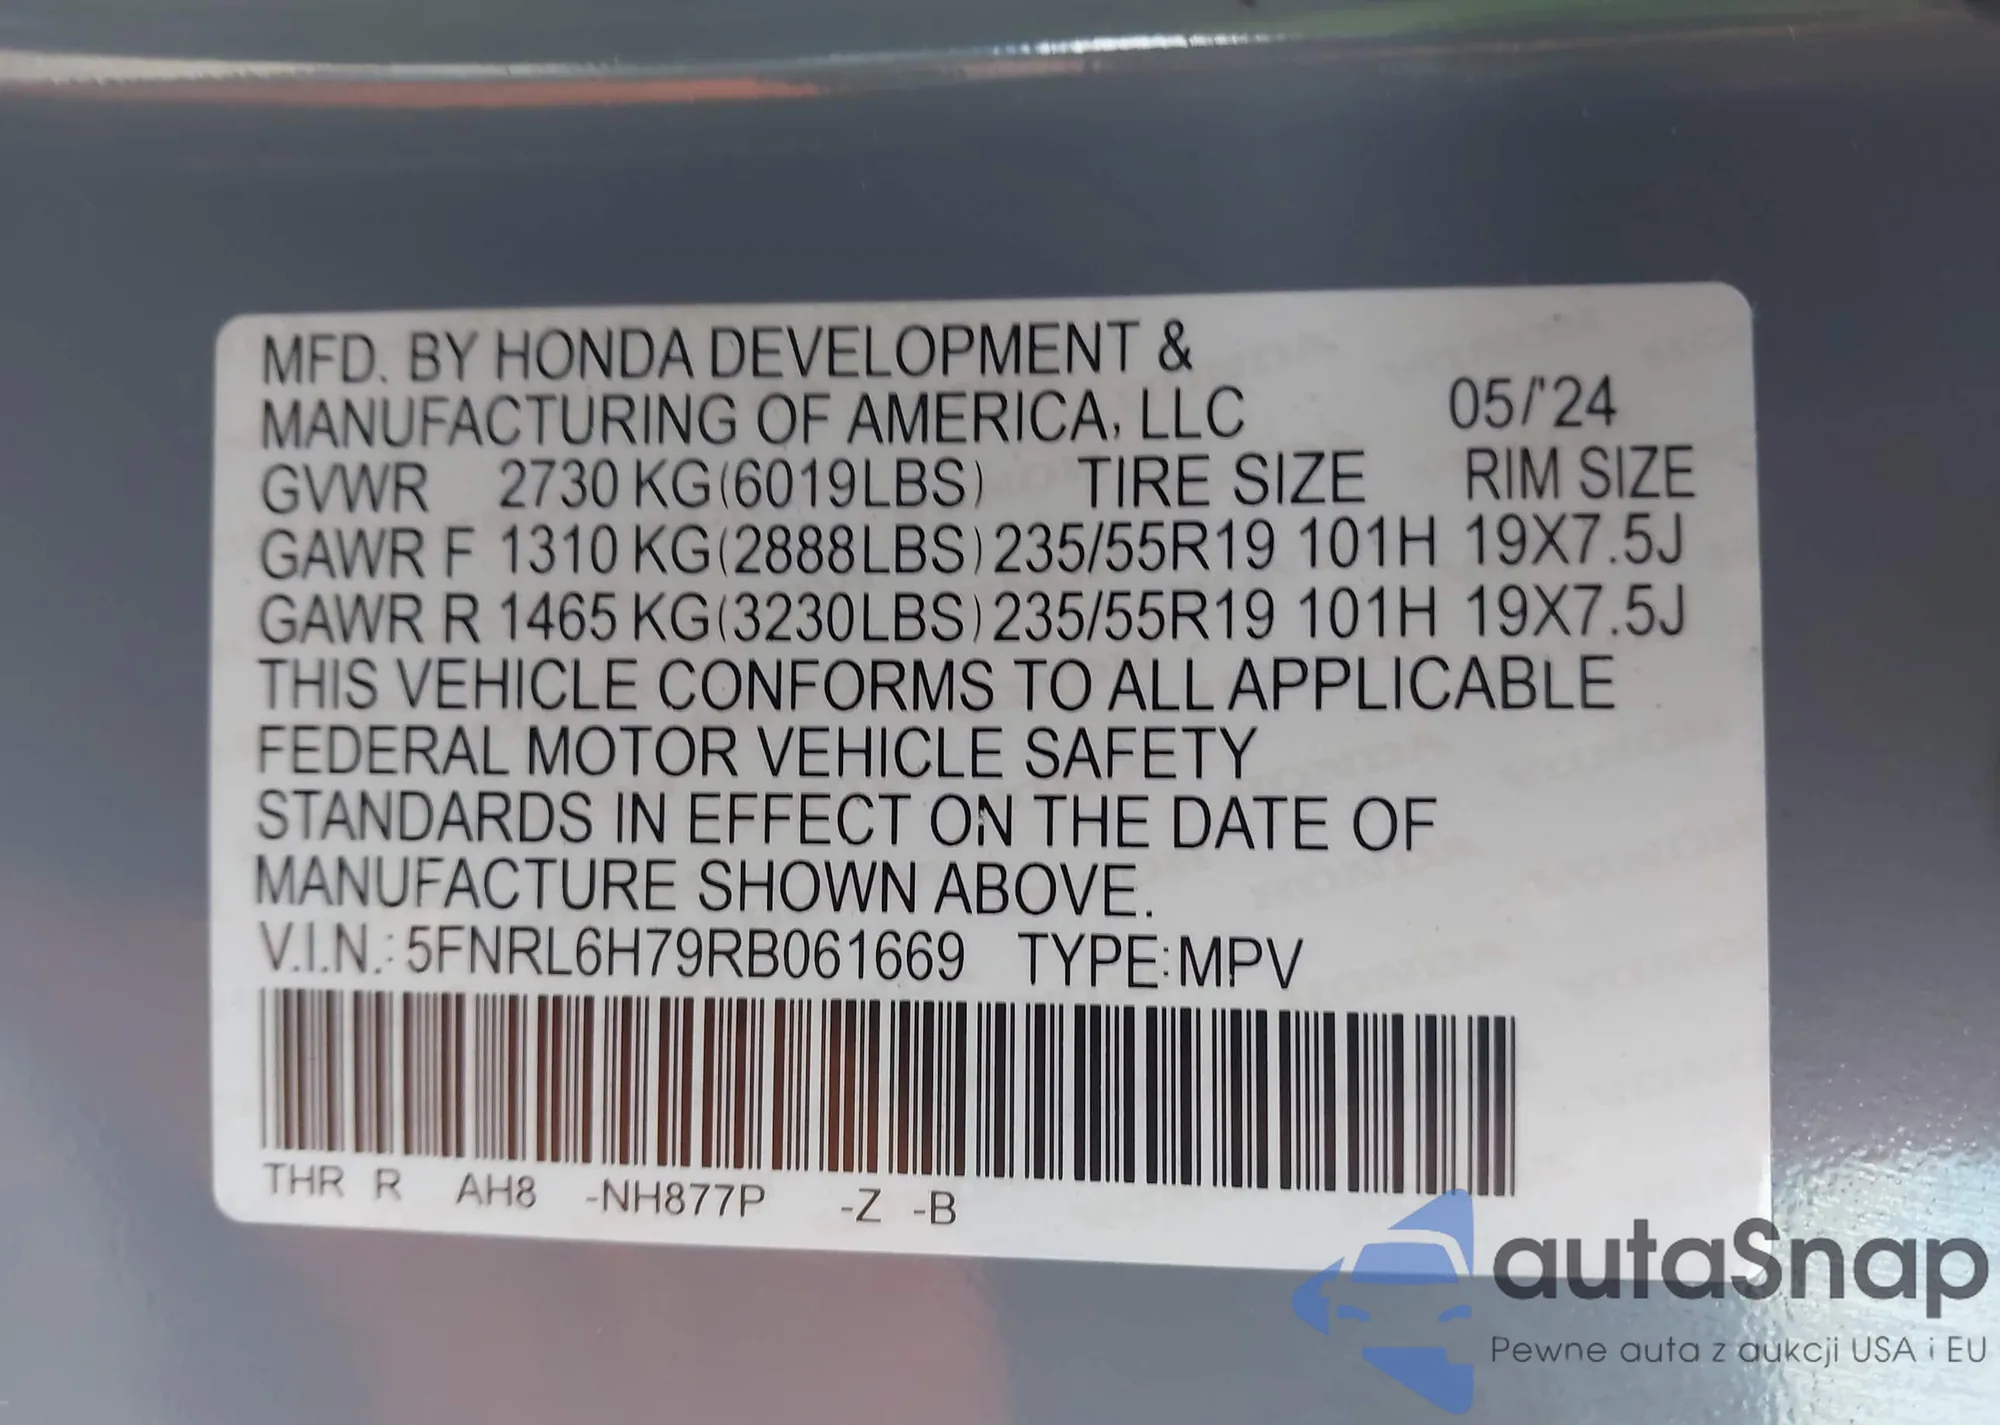 MFD. BY HONDA DEVELOPMENT &
MANUFACTURING OF AMERICA, LLC 05/'24
GVWR 2730 KG(6019LBS) TIRE SIZE RIM SIZE
GAWR F 1310 KG(2888LBS) 235/55R19 101H 19X7.5J
GAWR R 1465 KG(3230LBS) 235/55R19 101H 19X7.5J
THIS VEHICLE CONFORMS TO ALL APPLICABLE
FEDERAL MOTOR VEHICLE SAFETY
STANDARDS IN EFFECT ON THE DATE OF
MANUFACTURE SHOWN ABOVE.
V.I.N.: 5FNRL6H79RB061669 TYPE:MPV
THR R AH8 -NH877P -Z -B
autaSnap
Pewne auta z aukcji USA i EU